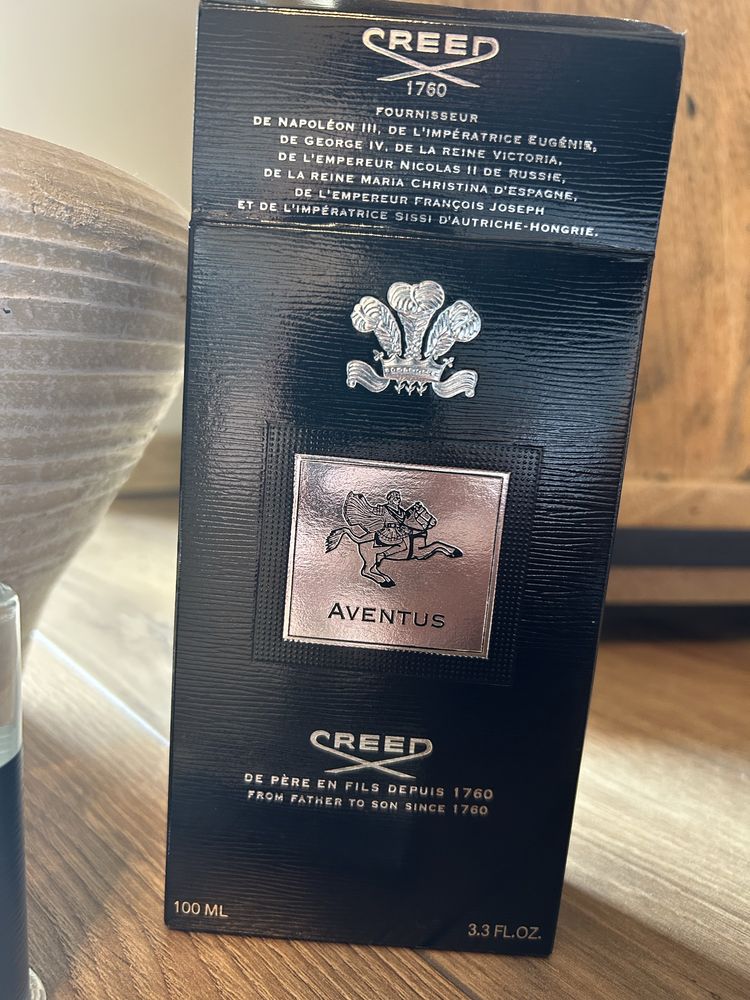 CREED
1760
FOURNISSEUR
DE NAPOLÉON III, DE L'IMPÉRATRICE EUGÉNIE,
DE GEORGE IV, DE LA REINE VICTORIA,
DE L'EMPEREUR NICOLAS II DE RUSSIE,
DE LA REINE MARIA CHRISTINA D'ESPAGNE,
DE L'EMPEREUR FRANÇOIS JOSEPH
ET DE L'IMPÉRATRICE SISSI D'AUTRICHE-HONGRIE.
AVENTUS
CREED
DE PÈRE EN FILS DEPUIS 1760
FROM FATHER TO SON SINCE 1760
100 ML
3.3 FL.OZ.